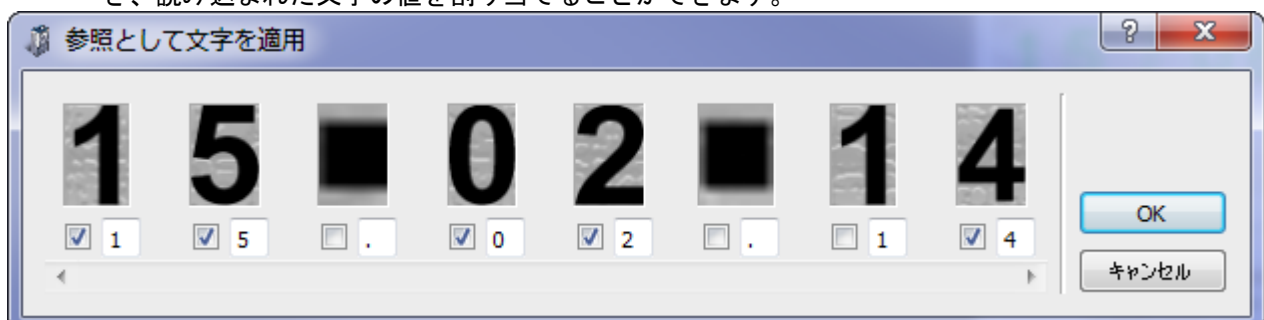 を、読み込まれた文字の値を割り当てることができます。
参照として文字を適用
1 5 ■ 0 2 ■ 1 4
1 5 . 0 2 . 1 4
OK
キャンセル